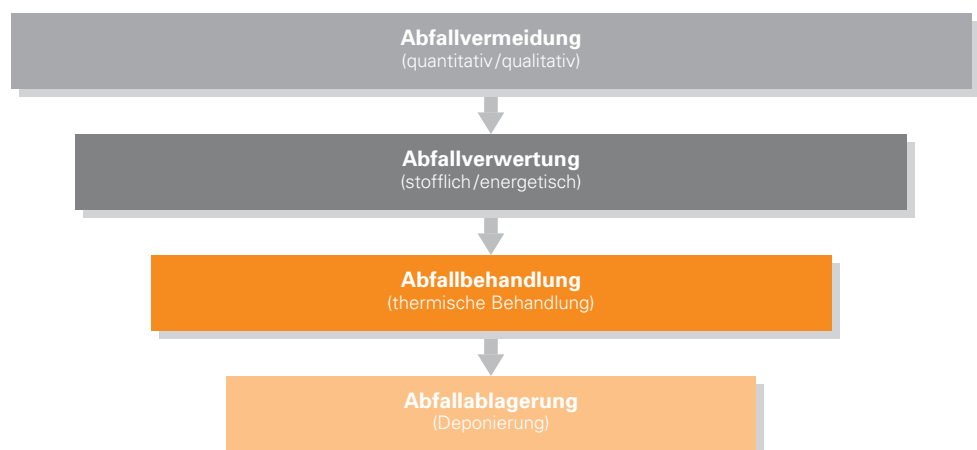 Abfallvermeidung
(quantitativ/qualitativ)
Abfallverwertung
(stofflich/energetisch)
Abfallbehandlung
(thermische Behandlung)
Abfallablagerung
(Deponierung)